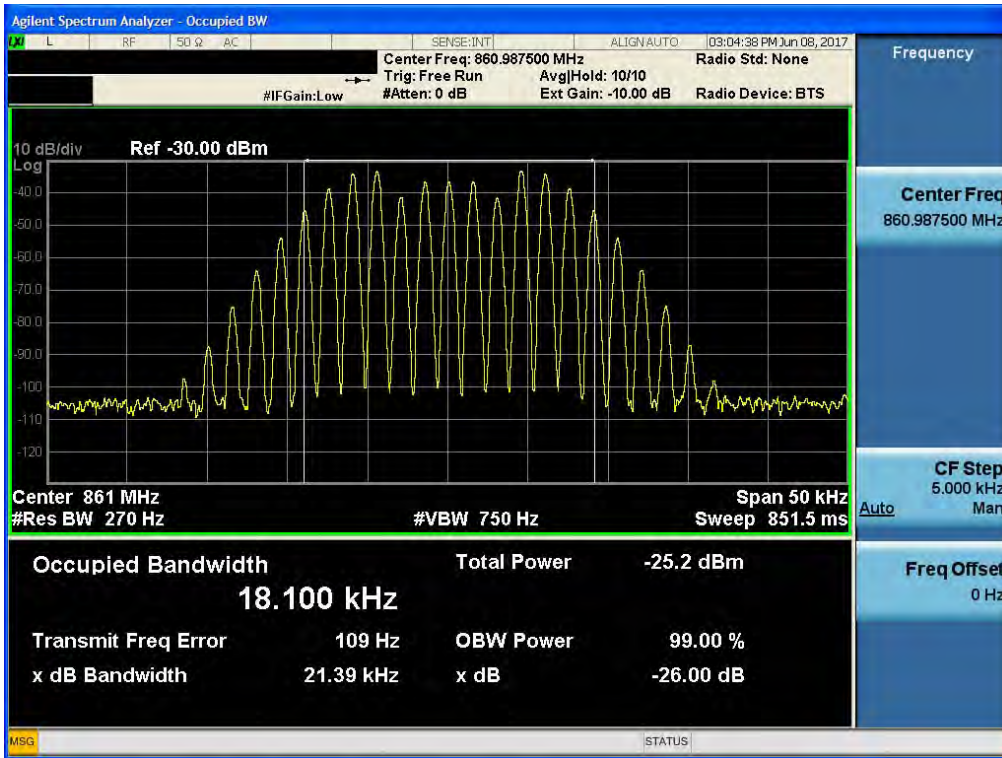 Agilent Spectrum Analyzer - Occupied BW
LXI L RF 50 Ω AC SENSE:INT ALIGN AUTO 03:04:38 PM Jun 08, 2017
Center Freq: 860.987500 MHz Radio Std: None
Trig: Free Run Avg|Hold: 10/10
#IFGain:Low #Atten: 0 dB Ext Gain: -10.00 dB Radio Device: BTS
10 dB/div Ref -30.00 dBm
Log
-40.0
-50.0
-60.0
-70.0
-80.0
-90.0
-100
-110
-120
Center 861 MHz Span 50 kHz
#Res BW 270 Hz #VBW 750 Hz Sweep 851.5 ms
Occupied Bandwidth Total Power -25.2 dBm
18.100 kHz
Transmit Freq Error 109 Hz OBW Power 99.00 %
x dB Bandwidth 21.39 kHz x dB -26.00 dB
MSG STATUS
Frequency
Center Freq
860.987500 MHz
CF Step
5.000 kHz
Auto Man
Freq Offset
0 Hz